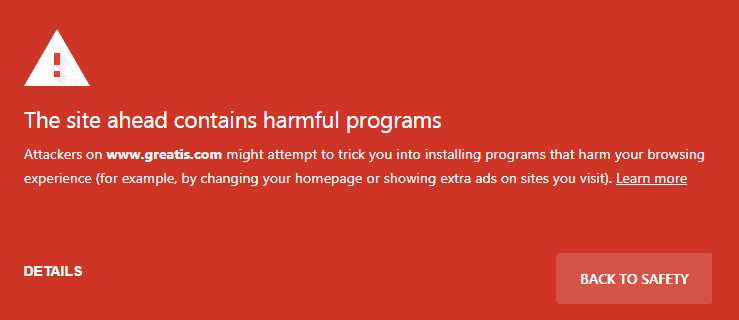 The site ahead contains harmful programs
Attackers on www.greatis.com might attempt to trick you into installing programs that harm your browsing
experience (for example, by changing your homepage or showing extra ads on sites you visit). Learn more
DETAILS
BACK TO SAFETY